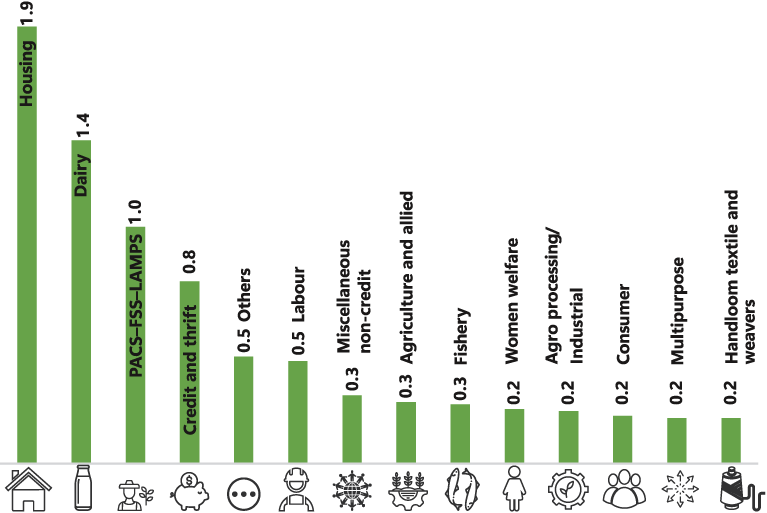 Housing 1.9
Dairy 1.4
PACS–FSS–LAMPS 1.0
Credit and thrift 0.8
0.5 Others
0.5 Labour
0.3 Miscellaneous
non-credit
0.3 Agriculture and allied
0.3 Fishery
0.2 Women welfare
0.2 Agro processing/
Industrial
0.2 Consumer
0.2 Multipurpose
0.2 Handloom textile and
weavers
$